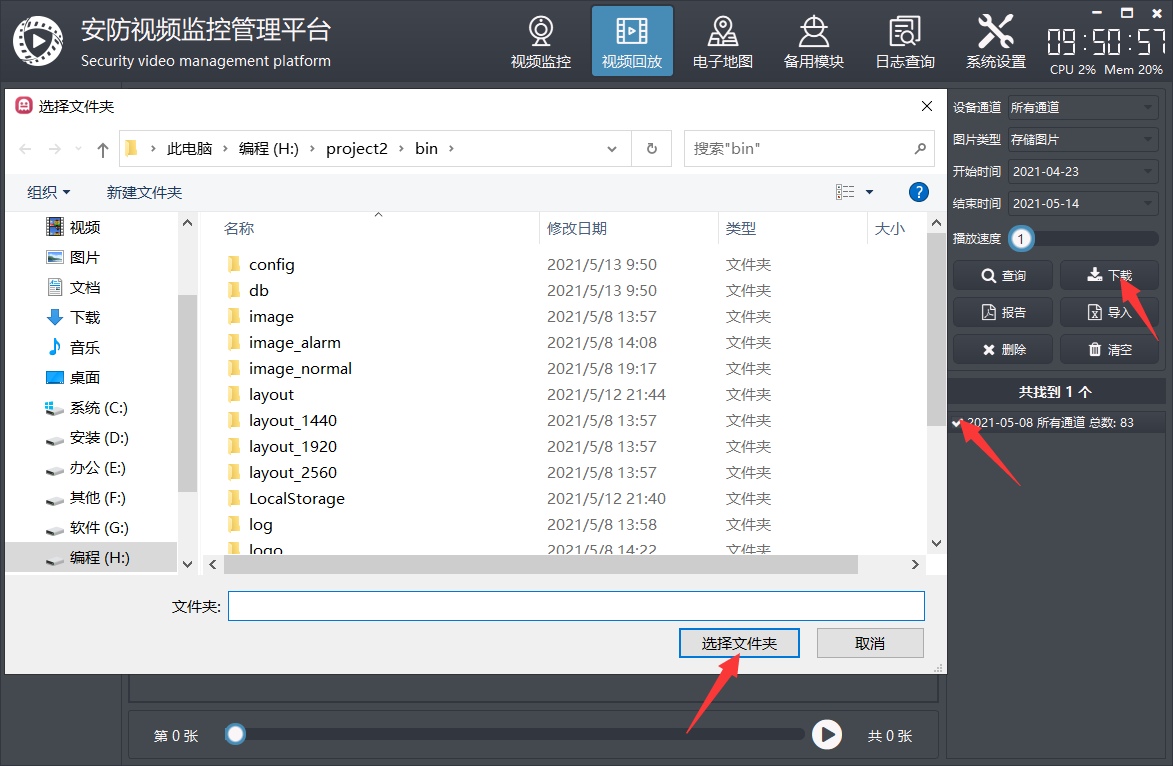 安防视频监控管理平台
Security video management platform
视频监控
视频回放
电子地图
备用模块
日志查询
系统设置
09:50:57
CPU 2% Mem 20%
选择文件夹
此电脑 › 编程 (H:) › project2 › bin ›
搜索"bin"
组织
新建文件夹
?
视频
图片
文档
下载
音乐
桌面
系统 (C:)
安装 (D:)
办公 (E:)
其他 (F:)
软件 (G:)
编程 (H:)
名称 修改日期 类型 大小
config 2021/5/13 9:50 文件夹
db 2021/5/13 9:50 文件夹
image 2021/5/8 13:57 文件夹
image_alarm 2021/5/8 14:08 文件夹
image_normal 2021/5/8 19:17 文件夹
layout 2021/5/12 21:44 文件夹
layout_1440 2021/5/8 13:57 文件夹
layout_1920 2021/5/8 13:57 文件夹
layout_2560 2021/5/8 13:57 文件夹
LocalStorage 2021/5/12 21:40 文件夹
log 2021/5/8 13:58 文件夹
logo 2021/5/8 14:22 文件夹
文件夹:
选择文件夹
取消
设备通道 所有通道
图片类型 存储图片
开始时间 2021-04-23
结束时间 2021-05-14
播放速度 1
查询 下载
报告 导入
删除 清空
共找到 1 个
2021-05-08 所有通道 总数: 83
第 0 张
共 0 张